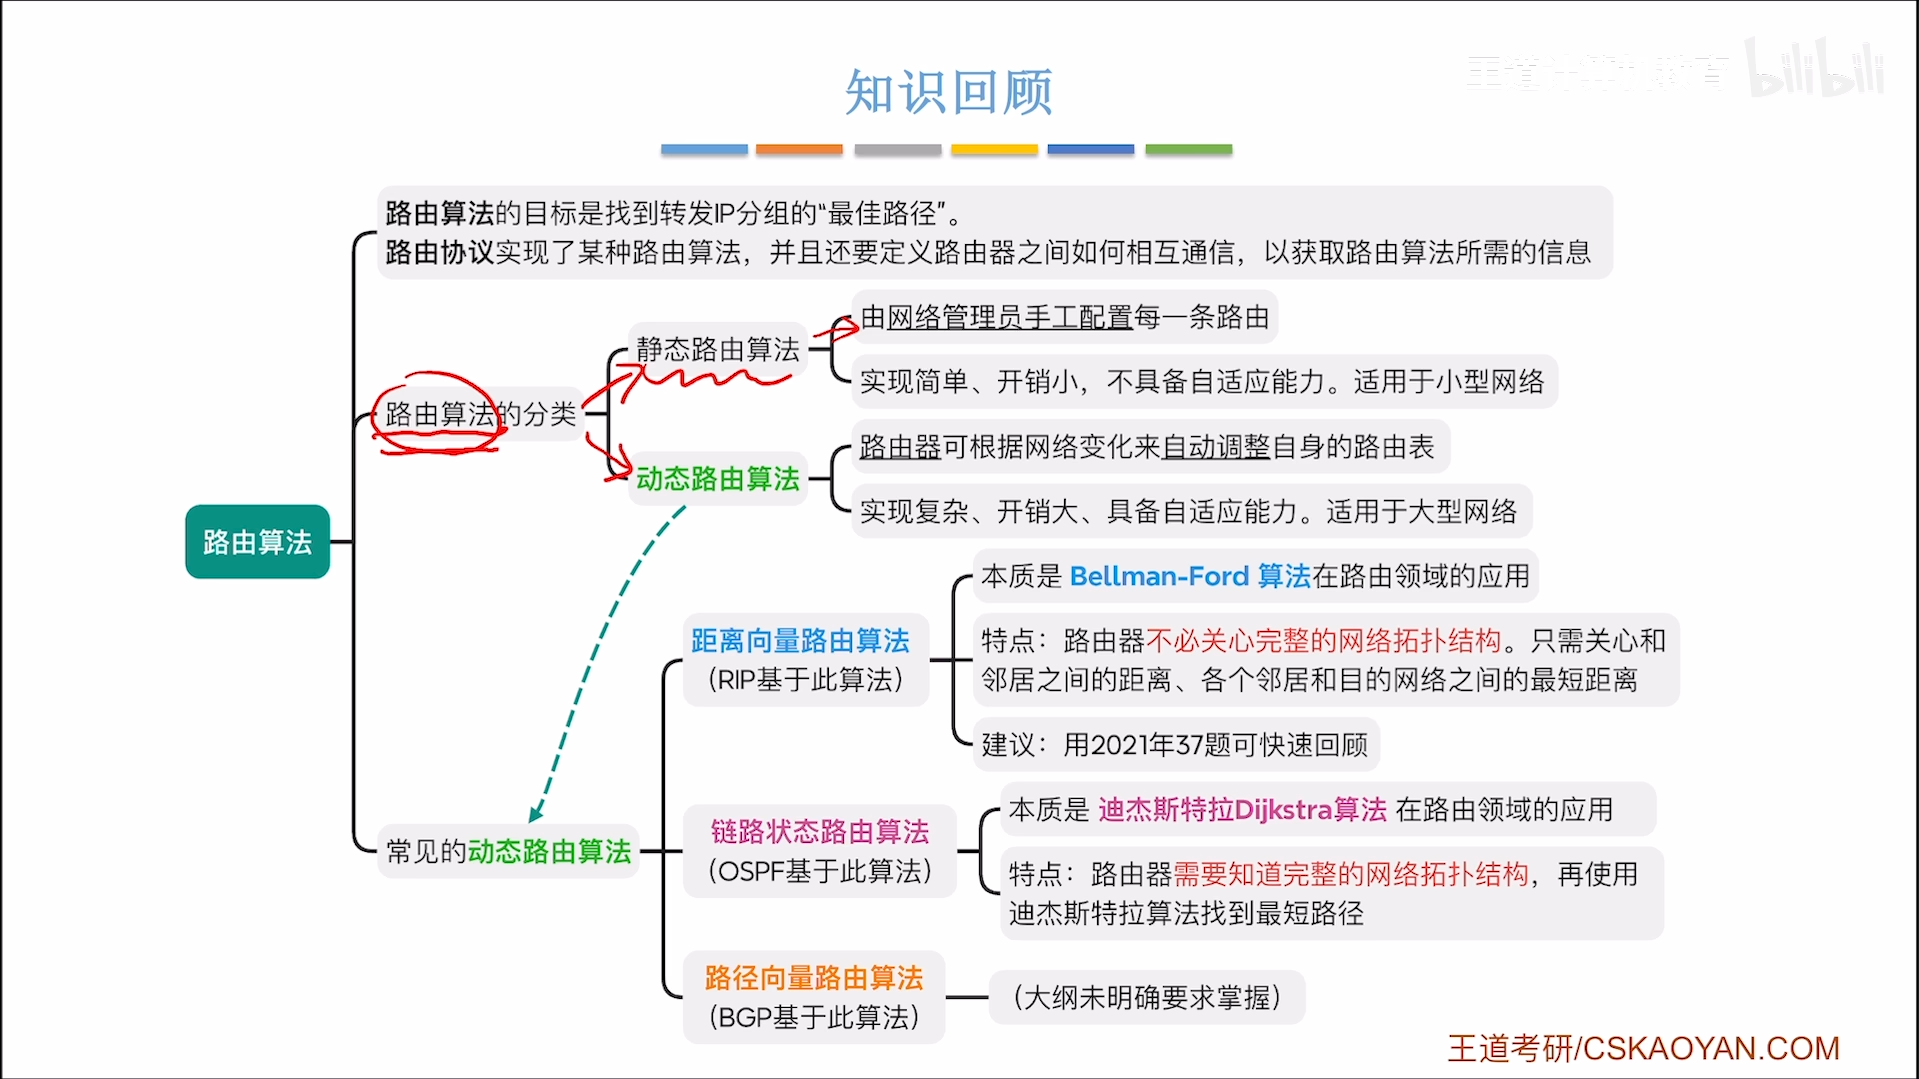 知识回顾
bilibili
路由算法的目标是找到转发IP分组的“最佳路径”。
路由协议实现了某种路由算法，并且还要定义路由器之间如何相互通信，以获取路由算法所需的信息
由网络管理员手工配置每一条路由
静态路由算法
实现简单、开销小，不具备自适应能力。适用于小型网络
路由算法的分类
路由器可根据网络变化来自动调整自身的路由表
动态路由算法
实现复杂、开销大、具备自适应能力。适用于大型网络
路由算法
本质是 Bellman-Ford 算法在路由领域的应用
距离向量路由算法
（RIP基于此算法）
特点：路由器不必关心完整的网络拓扑结构。只需关心和
邻居之间的距离、各个邻居和目的网络之间的最短距离
建议：用2021年37题可快速回顾
本质是 迪杰斯特拉Dijkstra算法 在路由领域的应用
链路状态路由算法
（OSPF基于此算法）
常见的动态路由算法
特点：路由器需要知道完整的网络拓扑结构，再使用
迪杰斯特拉算法找到最短路径
路径向量路由算法
（BGP基于此算法）
（大纲未明确要求掌握）
王道考研/CSKAOYAN.COM